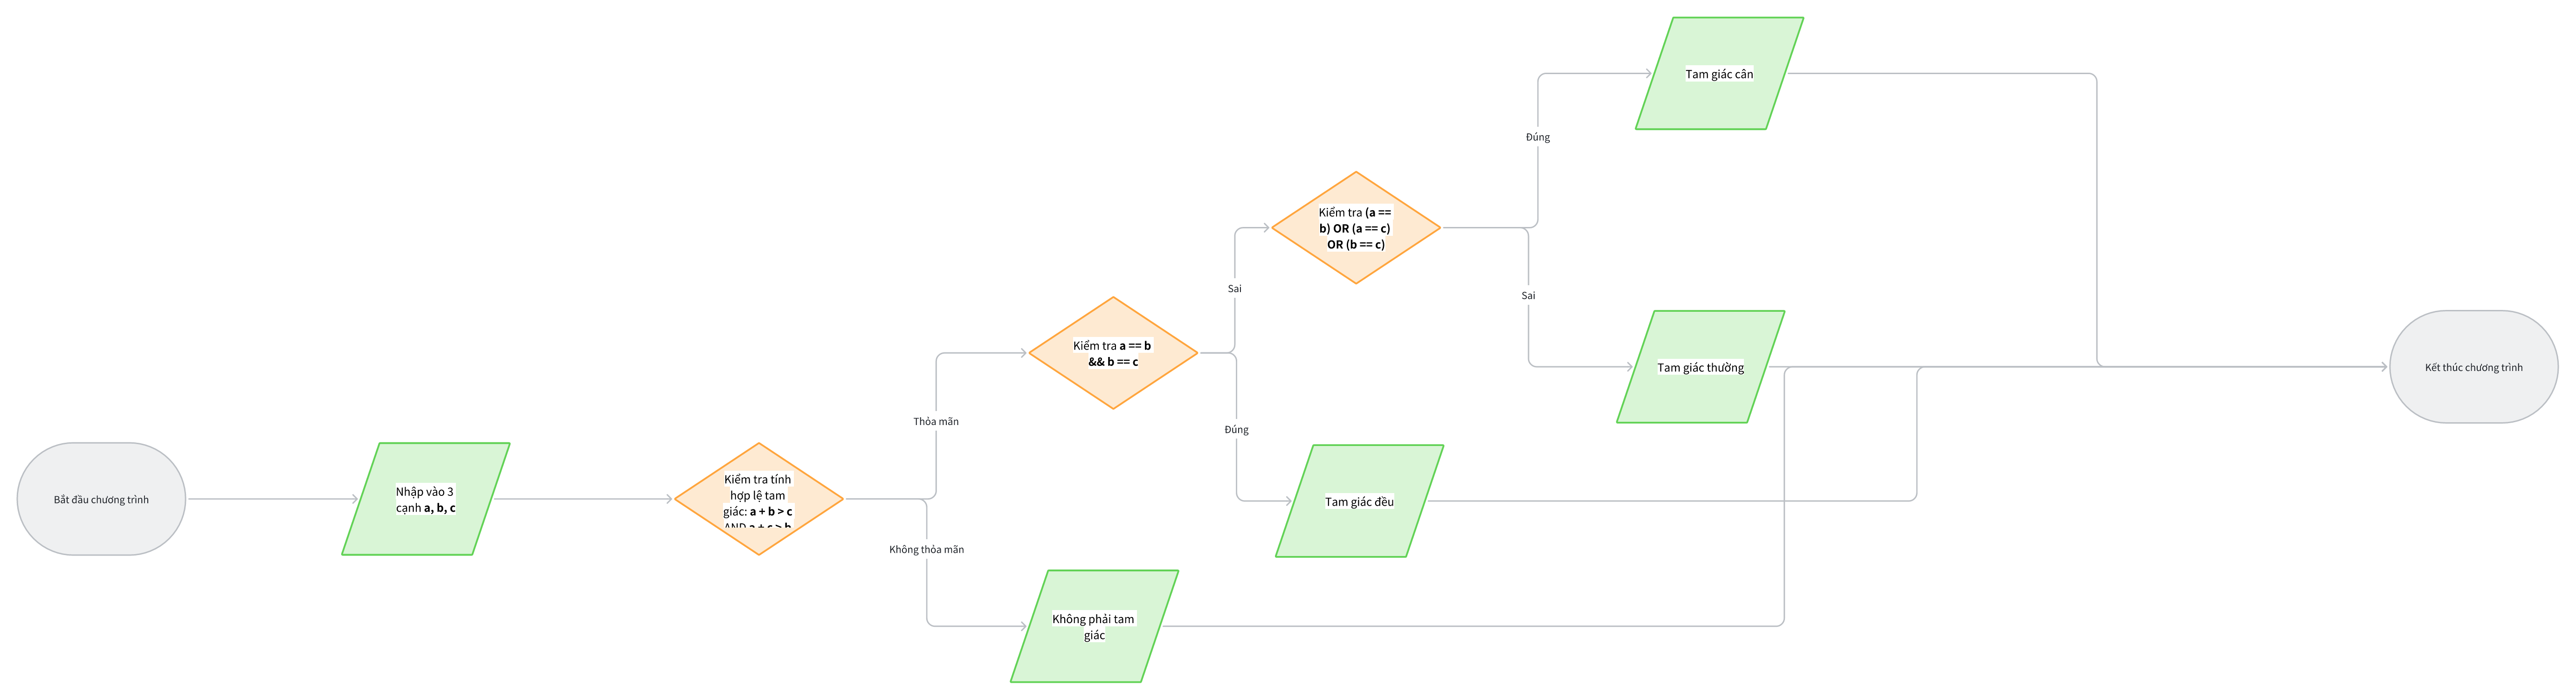 Tam giác cân
Đúng
Kiểm tra (a ==
b) OR (a == c)
OR (b == c)
Sai
Sai
Kiểm tra a == b
&& b == c
Tam giác thường
Kết thúc chương trình
Thỏa mãn
Đúng
Bắt đầu chương trình
Nhập vào 3
cạnh a, b, c
Kiểm tra tính
hợp lệ tam
giác: a + b > c
AND a + c > b
Tam giác đều
Không thỏa mãn
Không phải tam
giác